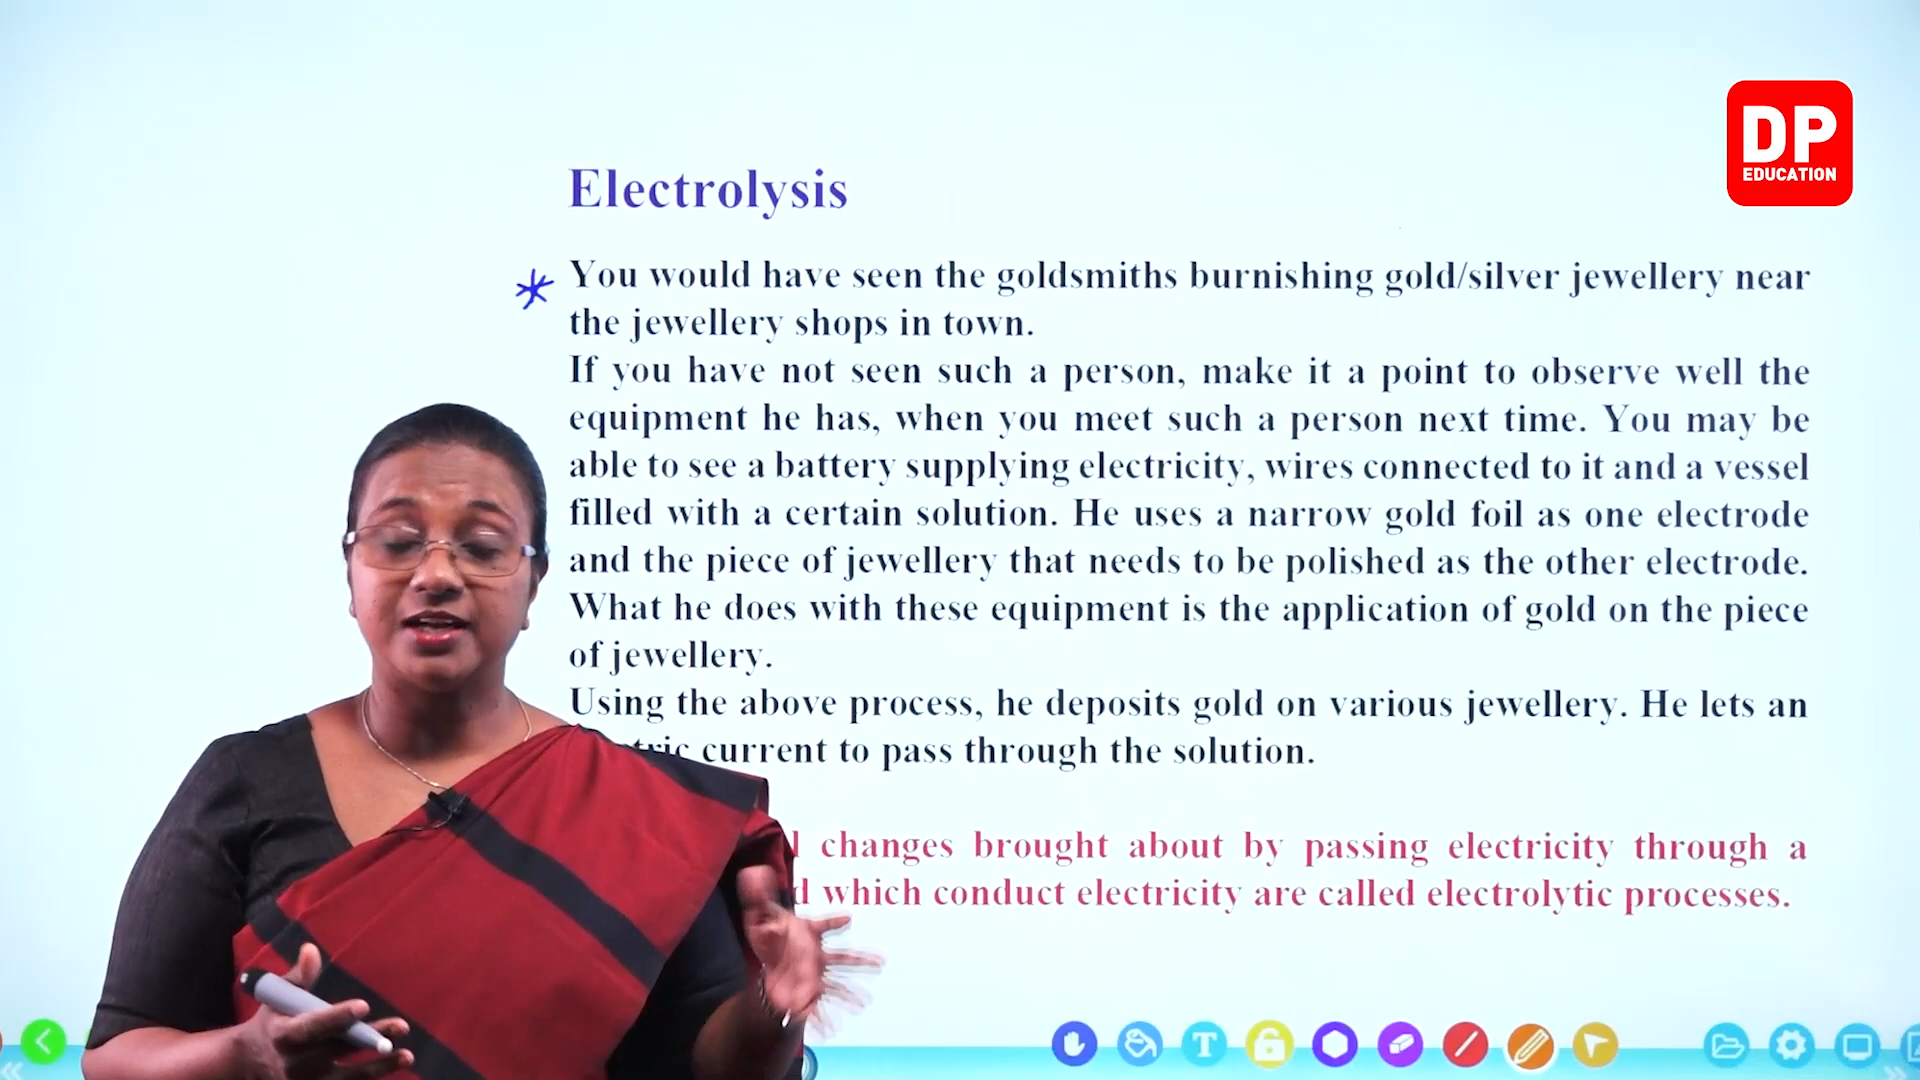 DP
EDUCATION
Electrolysis
You would have seen the goldsmiths burnishing gold/silver jewellery near
the jewellery shops in town.
If you have not seen such a person, make it a point to observe well the
equipment he has, when you meet such a person next time. You may be
able to see a battery supplying electricity, wires connected to it and a vessel
filled with a certain solution. He uses a narrow gold foil as one electrode
and the piece of jewellery that needs to be polished as the other electrode.
What he does with these equipment is the application of gold on the piece
of jewellery.
Using the above process, he deposits gold on various jewellery. He lets an
current to pass through the solution.
changes brought about by passing electricity through a
which conduct electricity are called electrolytic processes.
T